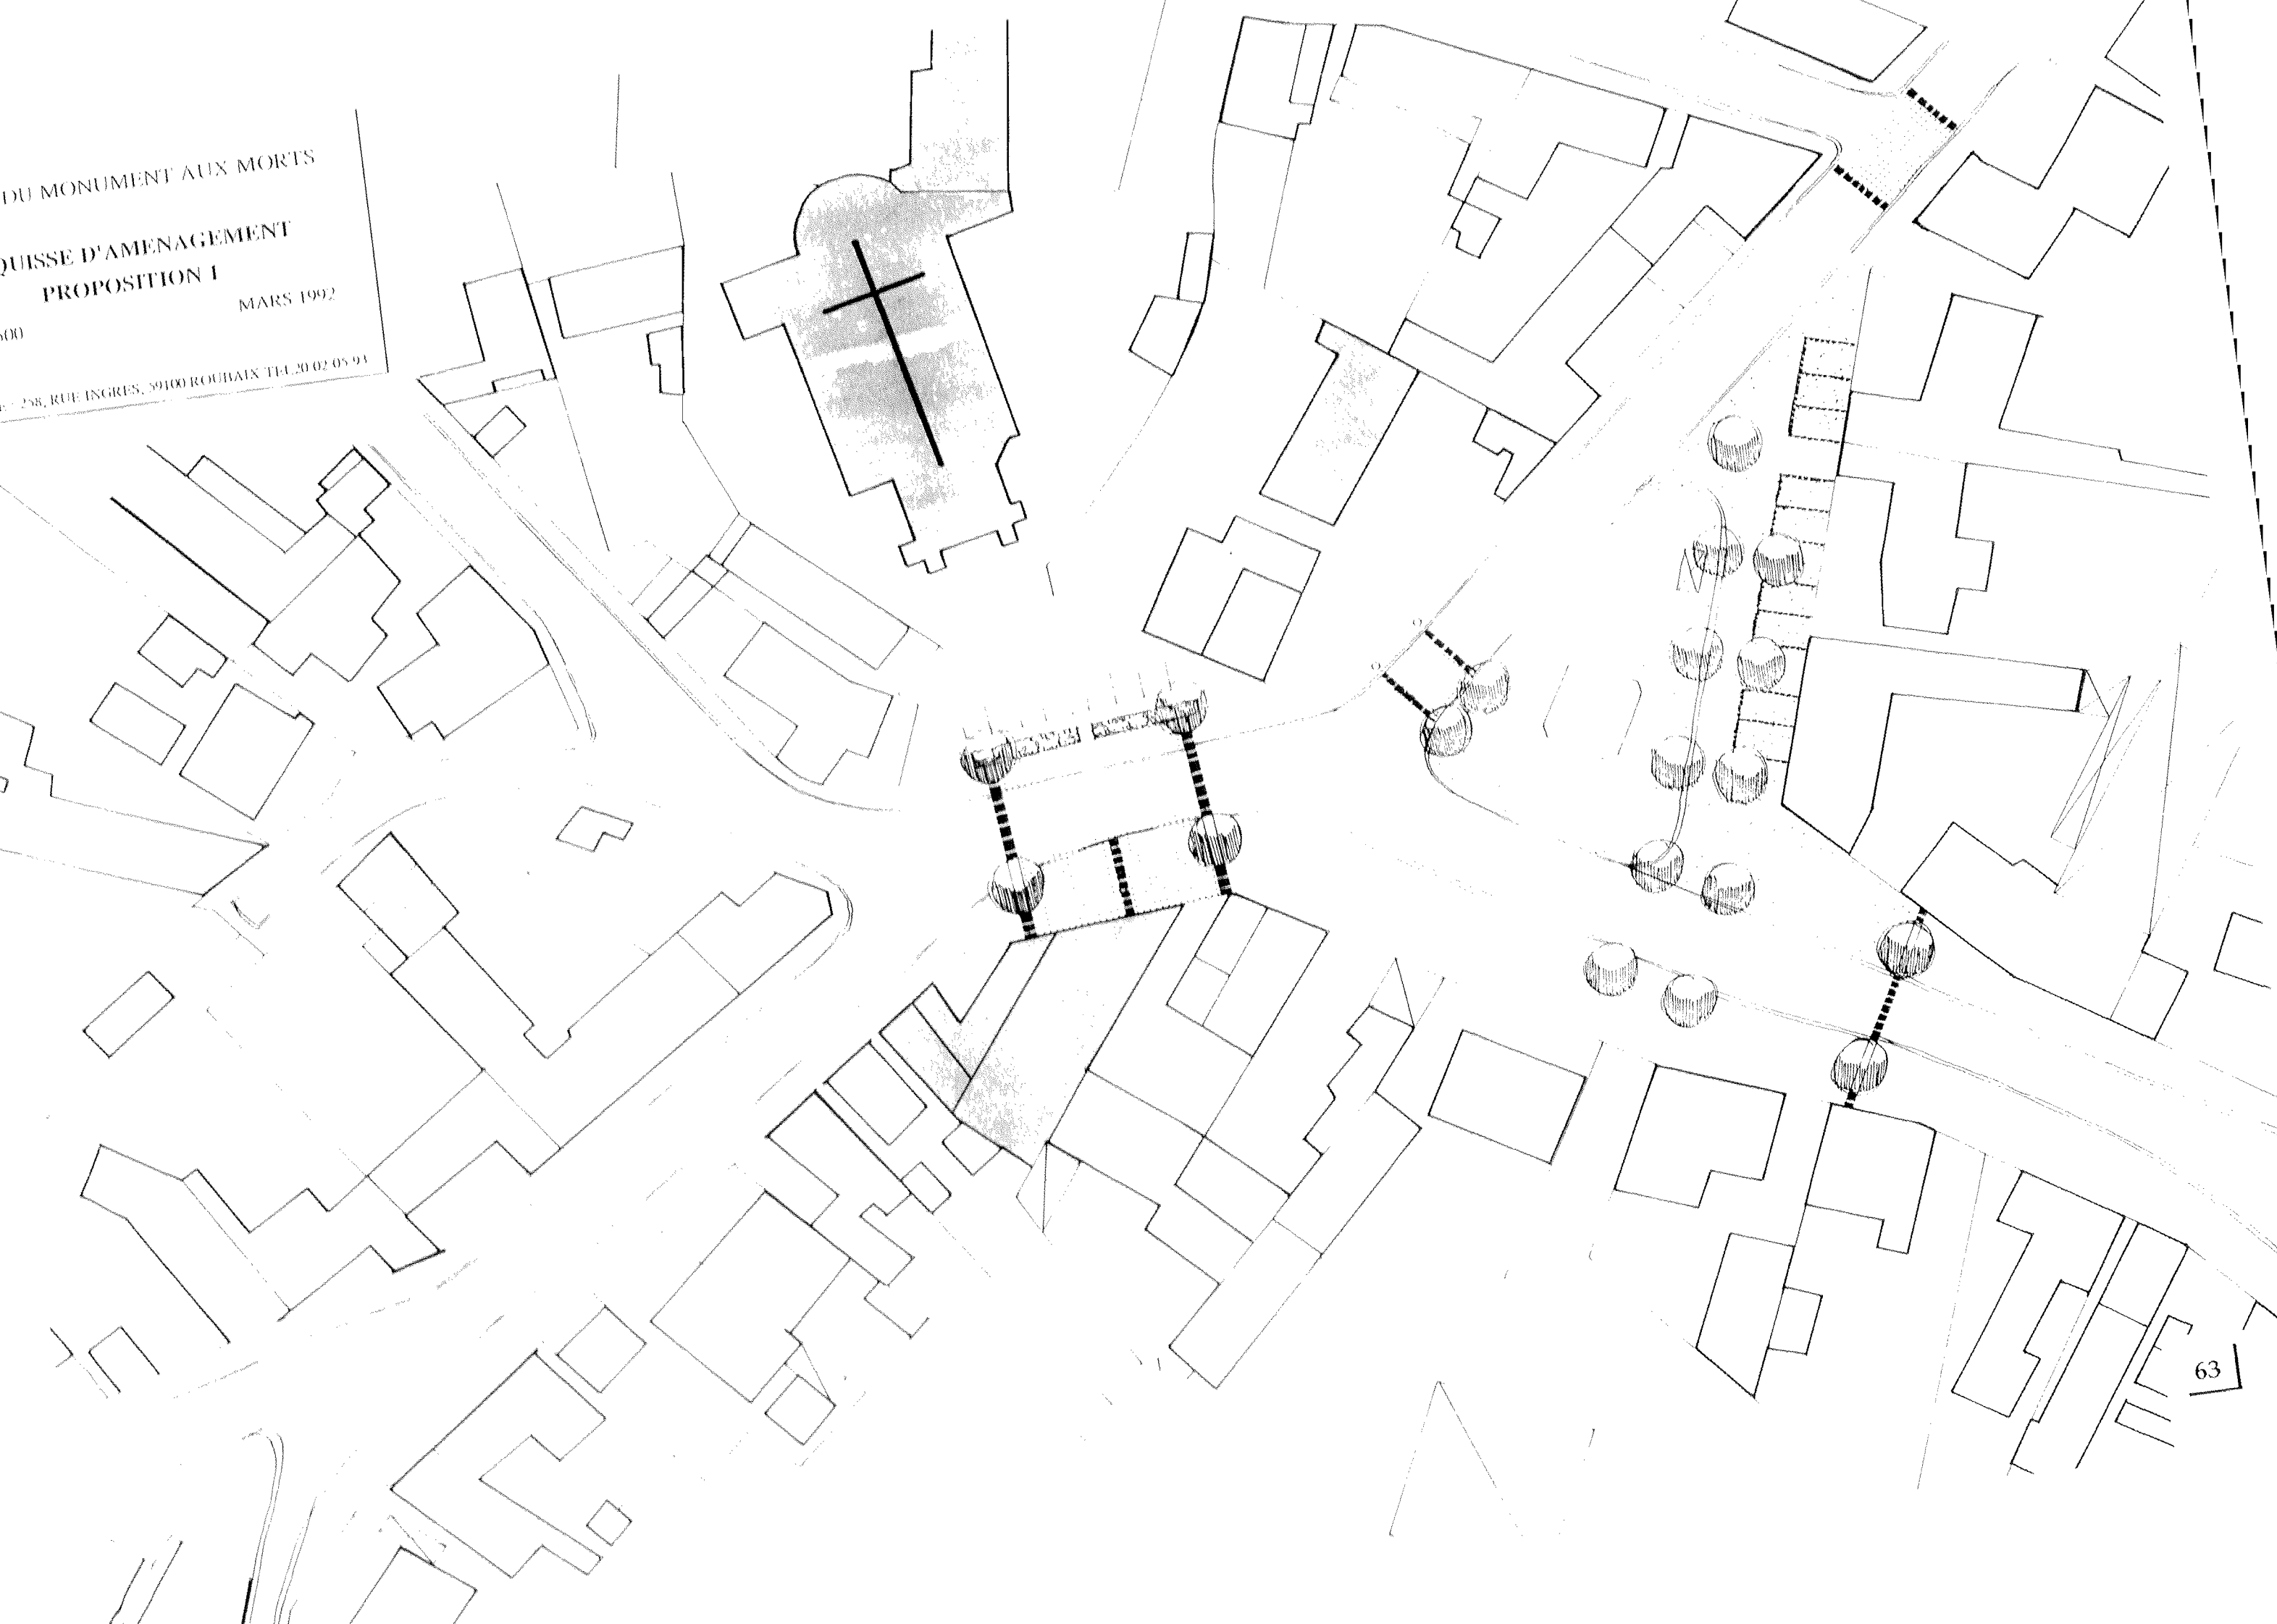 DU MONUMENT AUX MORTS
QUISSE D'AMENAGEMENT
PROPOSITION 1
MARS 1992
500
258, RUE INGRES, 59100 ROUBAIX TEL.20 02 05 93
63